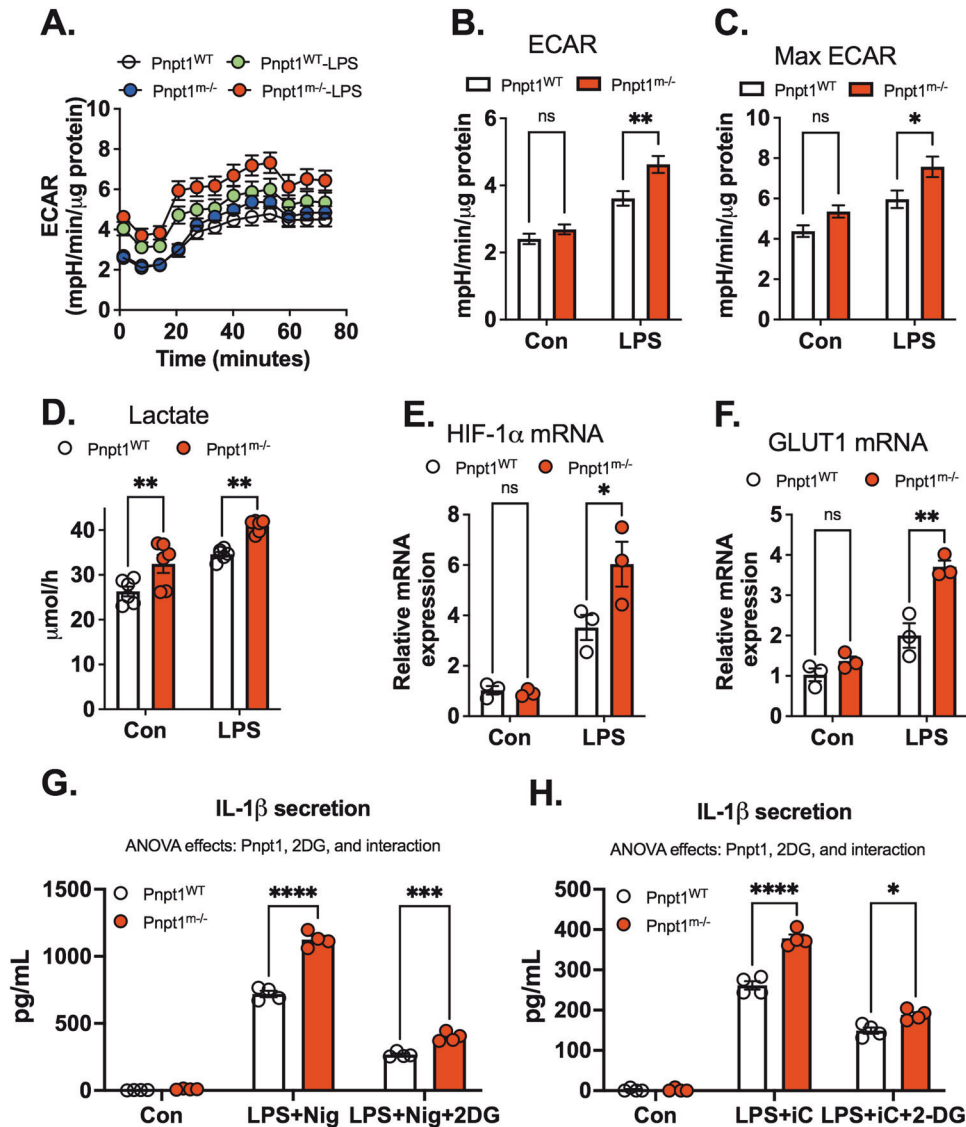 A.
Pnpt1WT Pnpt1WT-LPS
Pnpt1m-/- Pnpt1m-/-LPS
ECAR
(mpH/min/µg protein)
10
8
6
4
2
0
0 20 40 60 80
Time (minutes)
B.
ECAR
Pnpt1WT Pnpt1m-/-
mpH/min/µg protein
6
4
2
0
ns
**
Con LPS
C.
Max ECAR
Pnpt1WT Pnpt1m-/-
mpH/min/µg protein
10
8
6
4
2
0
ns
*
Con LPS
D.
Lactate
Pnpt1WT Pnpt1m-/-
µmol/h
40
30
20
10
0
**
**
Con LPS
E.
HIF-1α mRNA
Pnpt1WT Pnpt1m-/-
Relative mRNA
expression
10
8
6
4
2
0
ns
*
Con LPS
F.
GLUT1 mRNA
Pnpt1WT Pnpt1m-/-
Relative mRNA
expression
5
4
3
2
1
0
ns
**
Con LPS
G.
IL-1β secretion
ANOVA effects: Pnpt1, 2DG, and interaction
Pnpt1WT
Pnpt1m-/-
pg/mL
1500
1000
500
0
****
***
Con LPS+Nig LPS+Nig+2DG
H.
IL-1β secretion
ANOVA effects: Pnpt1, 2DG, and interaction
Pnpt1WT
Pnpt1m-/-
pg/mL
500
400
300
200
100
0
****
*
Con LPS+iC LPS+iC+2-DG